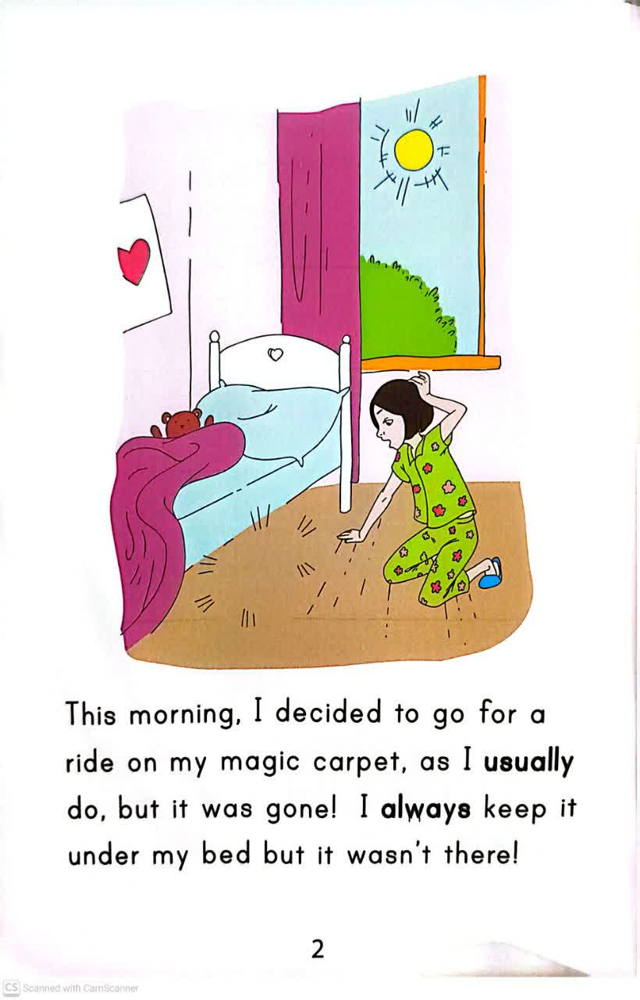 This morning, I decided to go for a
ride on my magic carpet, as I usually
do, but it was gone! I always keep it
under my bed but it wasn't there!
2
CS Scanned with CamScanner